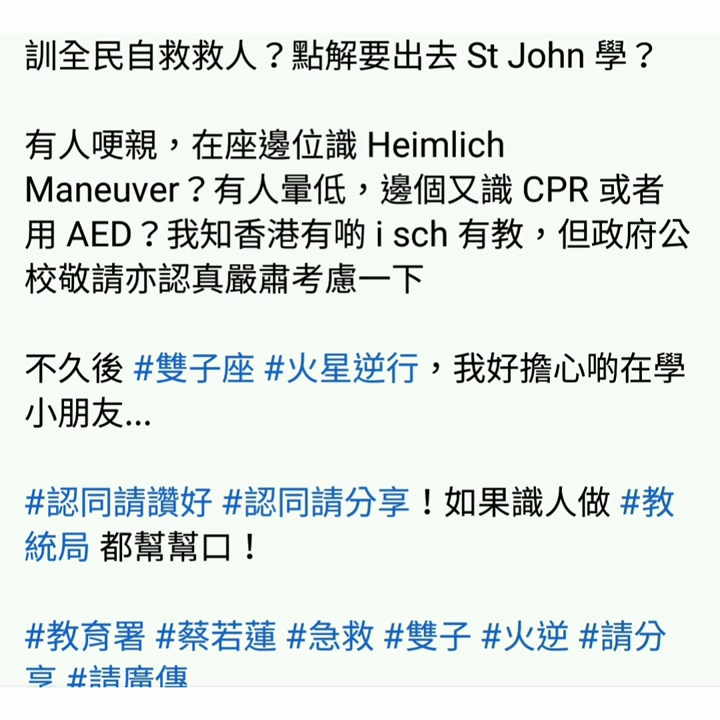 訓全民自救救人？點解要出去 St John 學？
有人哽親，在座邊位識 Heimlich
Maneuver？有人暈低，邊個又識 CPR 或者
用 AED？我知香港有啲 i sch 有教，但政府公
校敬請亦認真嚴肅考慮一下
不久後 #雙子座 #火星逆行，我好擔心啲在學
小朋友...
#認同請讚好 #認同請分享！如果識人做 #教
統局 都幫幫口！
#教育署 #蔡若蓮 #急救 #雙子 #火逆 #請分
享 #請廣傳